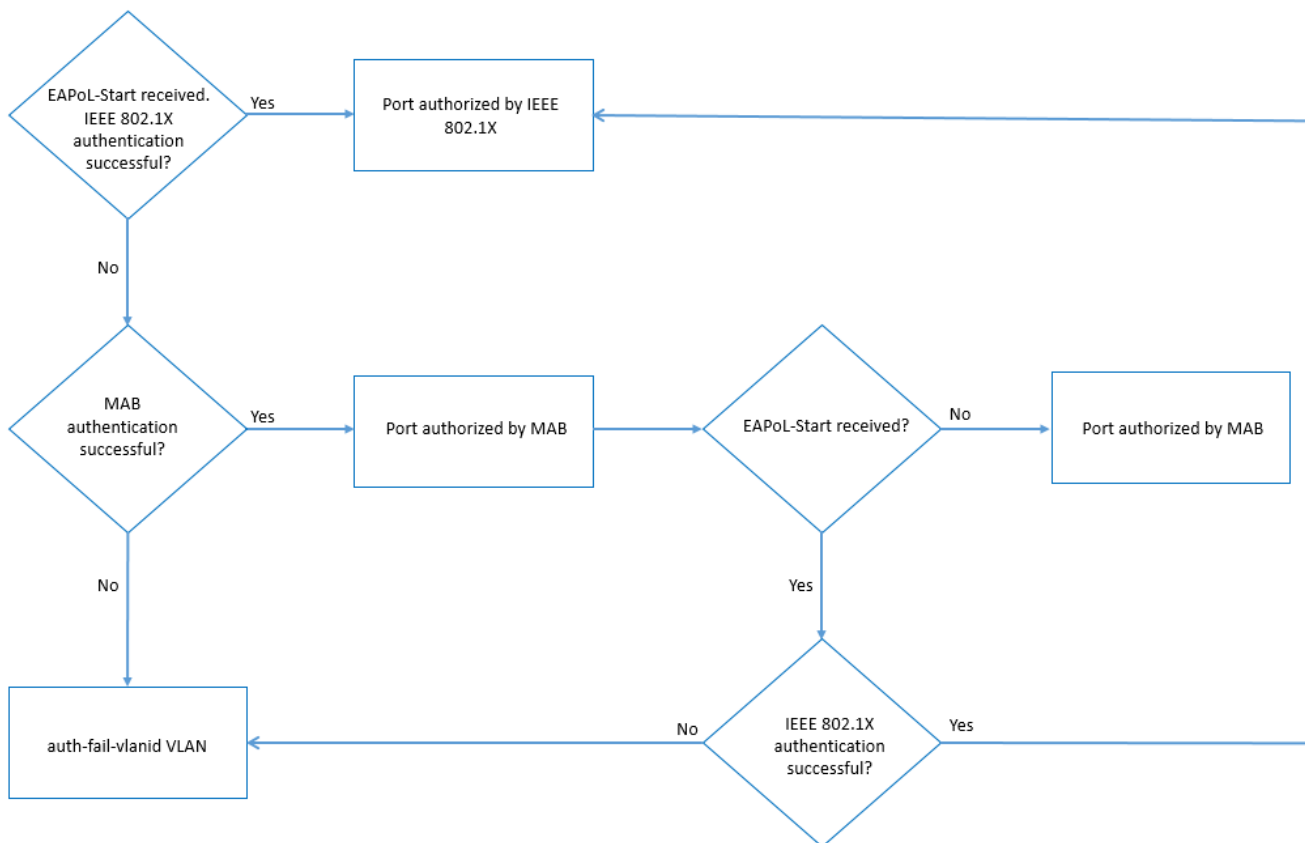 EAPoL-Start received.
IEEE 802.1X
authentication
successful?
Yes
Port authorized by IEEE
802.1X
No
MAB
authentication
successful?
Yes
Port authorized by MAB
EAPoL-Start received?
No
Port authorized by MAB
No
Yes
auth-fail-vlanid VLAN
No
IEEE 802.1X
authentication
successful?
Yes